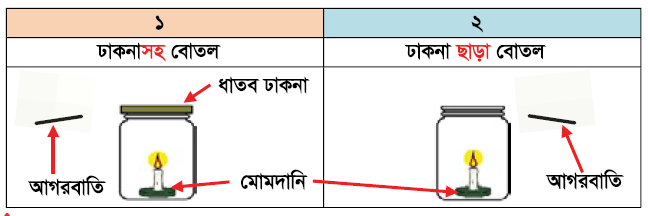 ১
২
ঢাকনাসহ বোতল
ঢাকনা ছাড়া বোতল
ধাতব ঢাকনা
আগরবাতি
মোমদানি
আগরবাতি